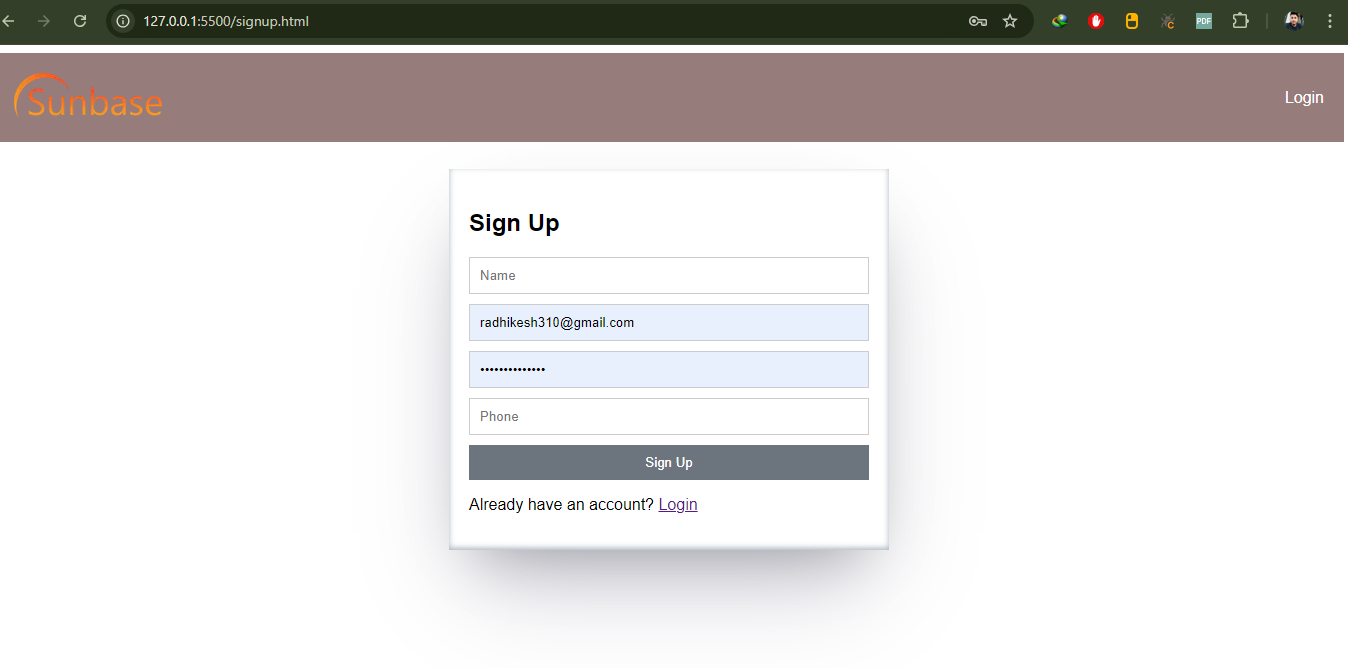 127.0.0.1:5500/signup.html
PDF
C
Sunbase
Login
Sign Up
Name
radhikesh310@gmail.com
••••••••••••••
Phone
Sign Up
Already have an account? Login